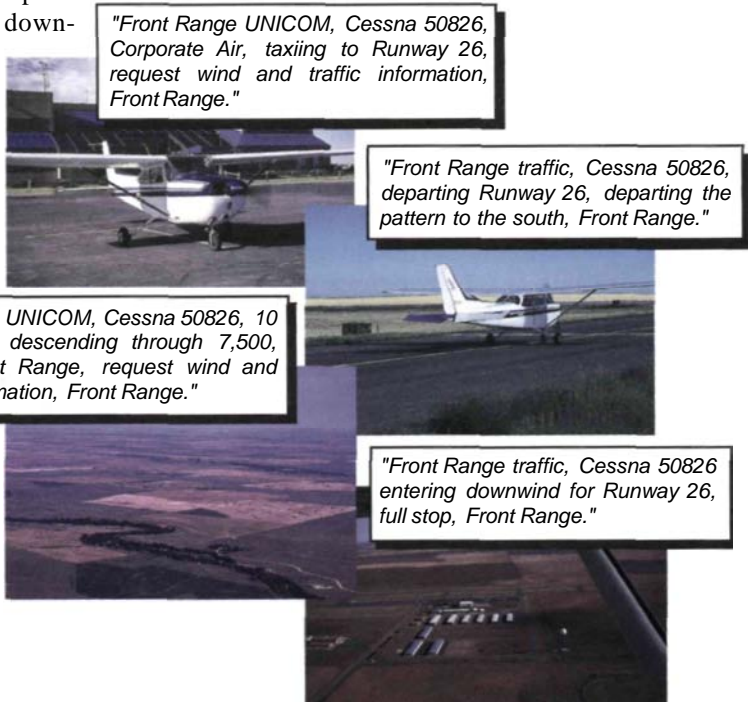 down-
"Front Range UNICOM, Cessna 50826,
Corporate Air, taxiing to Runway 26,
request wind and traffic information,
Front Range."
"Front Range traffic, Cessna 50826,
departing Runway 26, departing the
pattern to the south, Front Range."
UNICOM, Cessna 50826, 10
descending through 7,500,
Range, request wind and
Front Range."
"Front Range traffic, Cessna 50826
entering downwind for Runway 26,
full stop, Front Range."